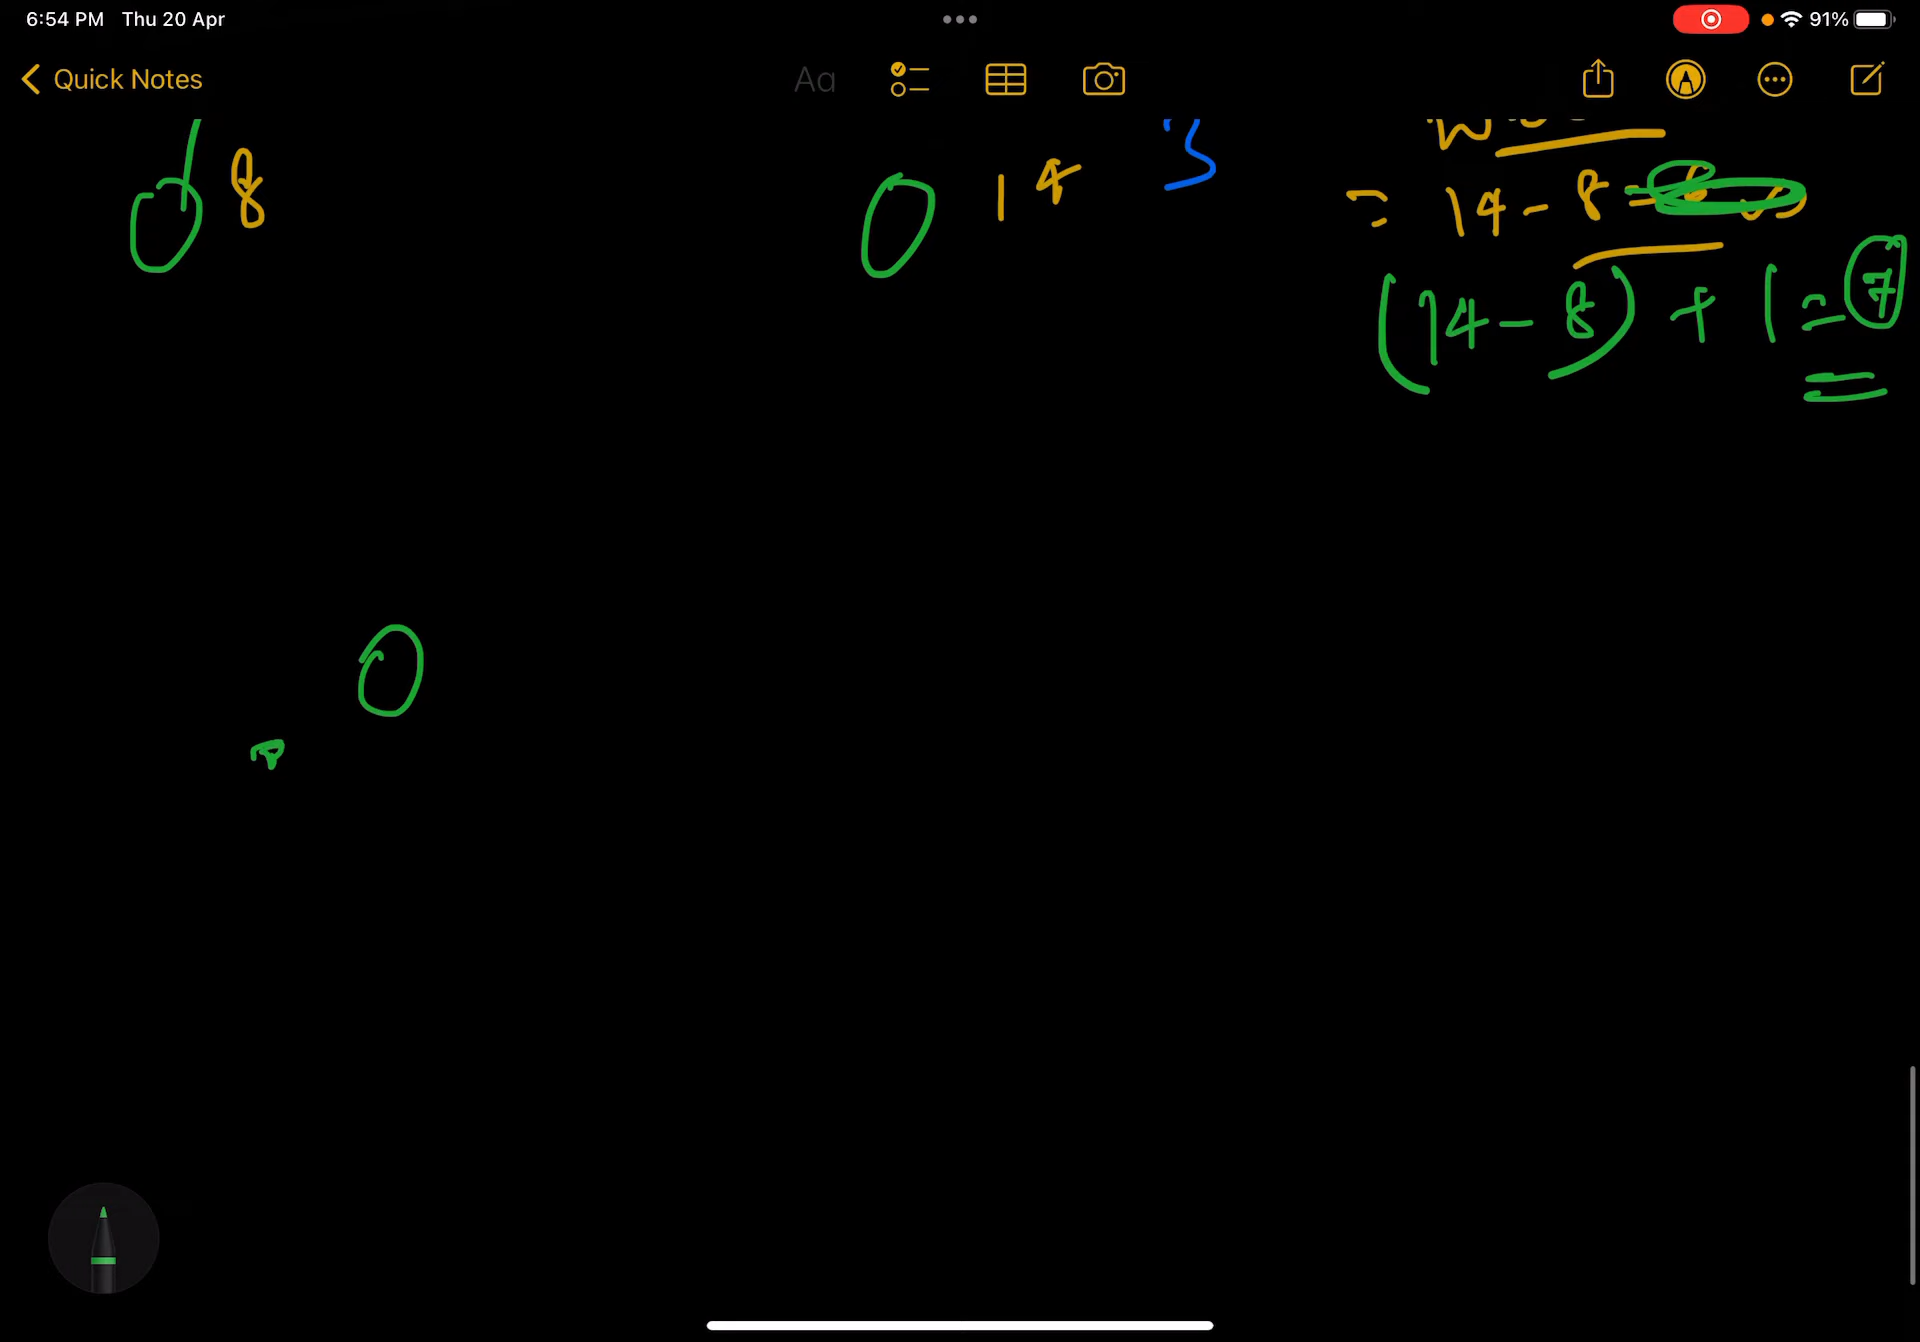 6:54 PM Thu 20 Apr
91%
Quick Notes
Aa
8
0 14 3
= 14 - 8 =
(14 - 8) + 1 = 7
0